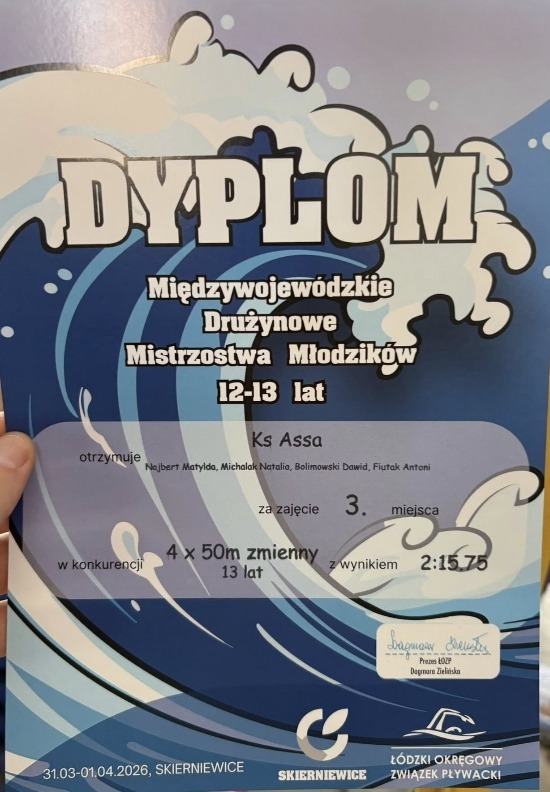 DYPLOM
Międzywojewódzkie
Drużynowe
Mistrzostwa Młodzików
12-13 lat
Ks Assa
otrzymuje
Najbert Matylda, Michalak Natalia, Bolimowski Dawid, Fiutak Antoni
za zajęcie 3. miejsca
w konkurencji 4 x 50m zmienny z wynikiem 2:15.75
13 lat
Prezes ŁOZP
Dagmara Zielińska
31.03-01.04.2026, SKIERNIEWICE
SKIERNIEWICE
ŁÓDZKI OKRĘGOWY
ZWIĄZEK PŁYWACKI